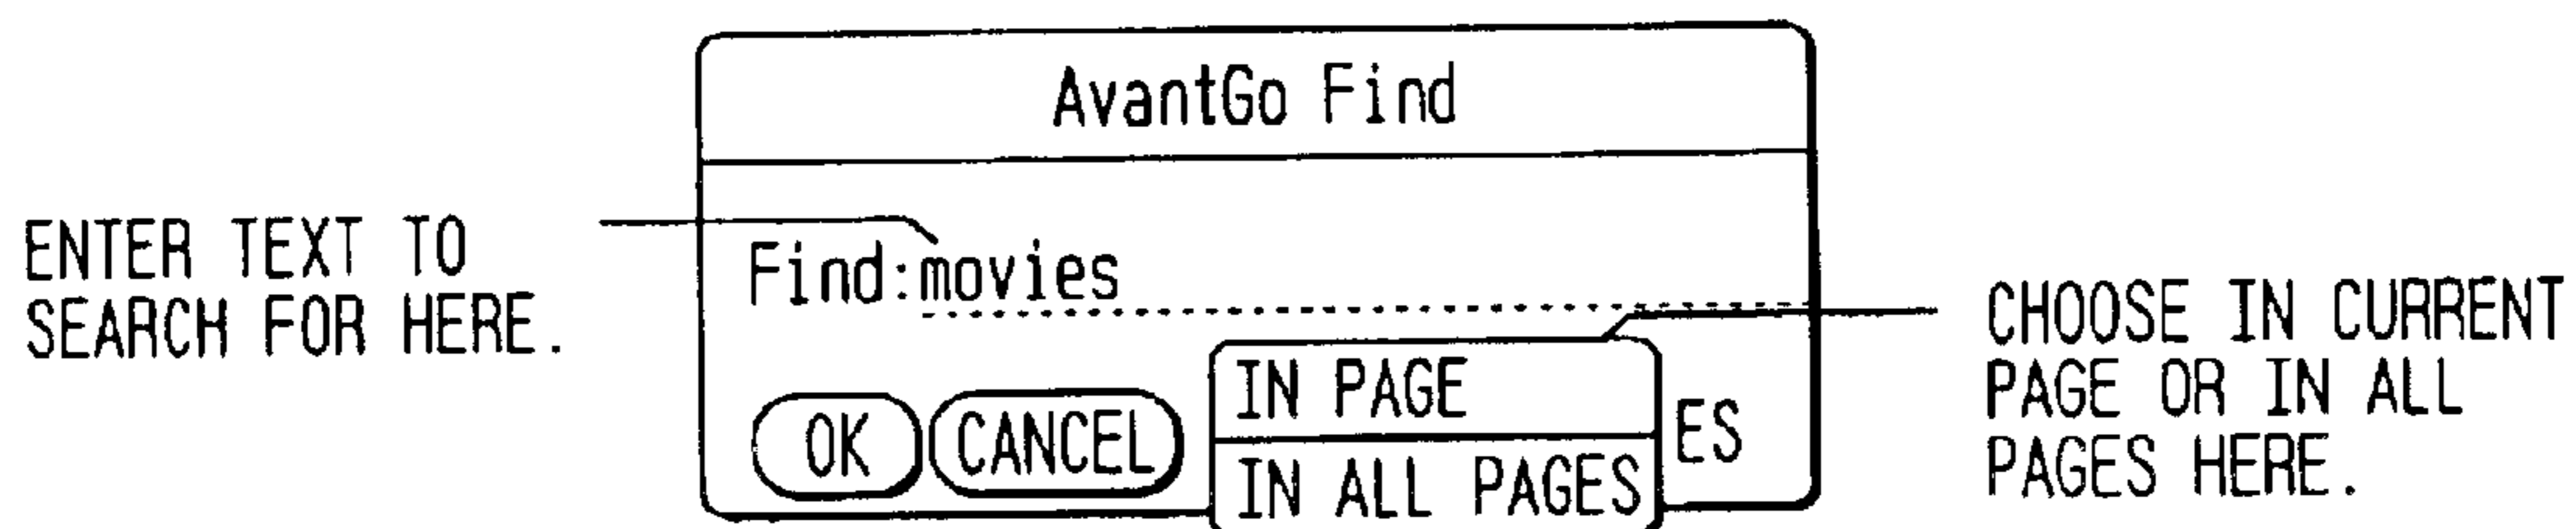 AvantGo Find
ENTER TEXT TO
SEARCH FOR HERE.
Find:movies
CHOOSE IN CURRENT
PAGE OR IN ALL
PAGES HERE.
OK
CANCEL
IN PAGE
IN ALL PAGES
ES